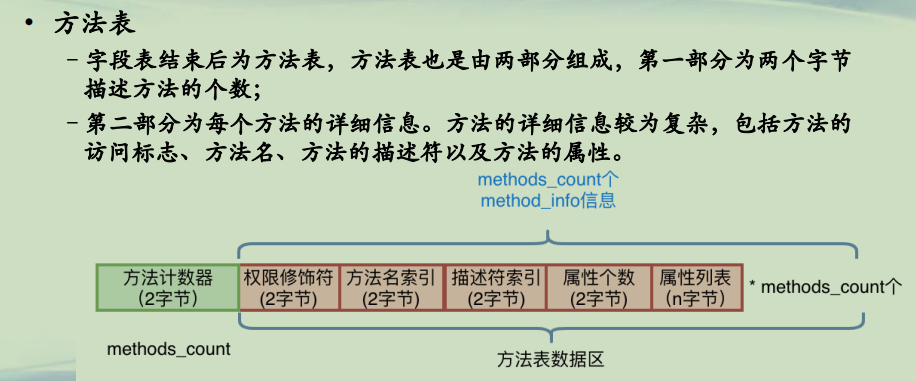 • 方法表
– 字段表结束后为方法表，方法表也是由两部分组成，第一部分为两个字节
描述方法的个数；
– 第二部分为每个方法的详细信息。方法的详细信息较为复杂，包括方法的
访问标志、方法名、方法的描述符以及方法的属性。
methods_count个
method_info信息
方法计数器
（2字节）
权限修饰符
(2字节)
方法名索引
(2字节)
描述符索引
(2字节)
属性个数
(2字节)
属性列表
（n字节）
* methods_count个
methods_count
方法表数据区